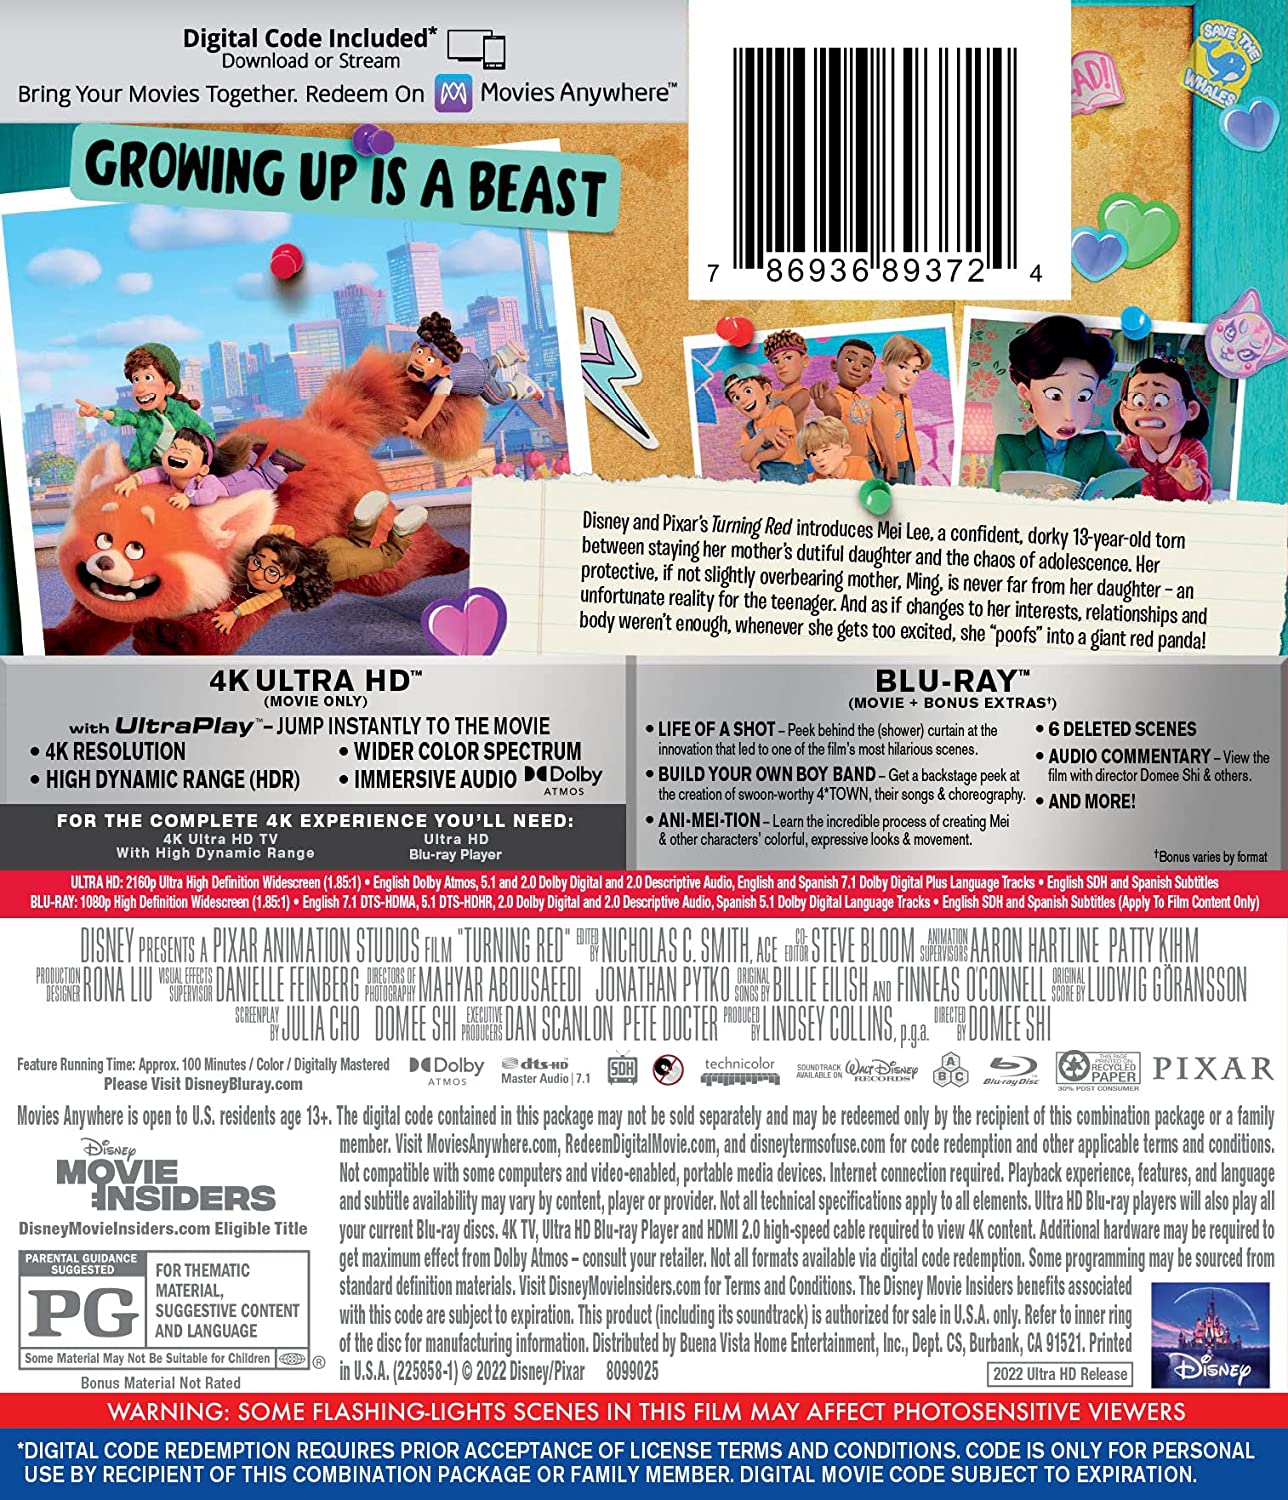 Digital Code Included*
Download or Stream
Bring Your Movies Together. Redeem On Movies Anywhere™
SAVE THE
WHALES
AD!
GROWING UP IS A BEAST
7 86936 89372 4
Disney and Pixar's Turning Red introduces Mei Lee, a confident, dorky 13-year-old torn
between staying her mother's dutiful daughter and the chaos of adolescence. Her
protective, if not slightly overbearing mother, Ming, is never far from her daughter – an
unfortunate reality for the teenager. And as if changes to her interests, relationships and
body weren't enough, whenever she gets too excited, she "poofs" into a giant red panda!
4K ULTRA HD™
(MOVIE ONLY)
with UltraPlay™ – JUMP INSTANTLY TO THE MOVIE
• 4K RESOLUTION
• WIDER COLOR SPECTRUM
• HIGH DYNAMIC RANGE (HDR)
• IMMERSIVE AUDIO Dolby
ATMOS
FOR THE COMPLETE 4K EXPERIENCE YOU'LL NEED:
4K Ultra HD TV
With High Dynamic Range
Ultra HD
Blu-ray Player
BLU-RAY™
(MOVIE + BONUS EXTRAS†)
• LIFE OF A SHOT – Peek behind the (shower) curtain at the
innovation that led to one of the film's most hilarious scenes.
• BUILD YOUR OWN BOY BAND – Get a backstage peek at
the creation of swoon-worthy 4*TOWN, their songs & choreography.
• ANI-MEI-TION – Learn the incredible process of creating Mei
& other characters' colorful, expressive looks & movement.
• 6 DELETED SCENES
• AUDIO COMMENTARY – View the
film with director Domee Shi & others.
• AND MORE!
†Bonus varies by format
ULTRA HD: 2160p Ultra High Definition Widescreen (1.85:1) • English Dolby Atmos, 5.1 and 2.0 Dolby Digital and 2.0 Descriptive Audio, English and Spanish 7.1 Dolby Digital Plus Language Tracks • English SDH and Spanish Subtitles
BLU-RAY: 1080p High Definition Widescreen (1.85:1) • English 7.1 DTS-HDMA, 5.1 DTS-HDHR, 2.0 Dolby Digital and 2.0 Descriptive Audio, Spanish 5.1 Dolby Digital Language Tracks • English SDH and Spanish Subtitles (Apply To Film Content Only)
DISNEY PRESENTS A PIXAR ANIMATION STUDIOS FILM "TURNING RED" EDITED BY NICHOLAS C. SMITH, ACE CO-EDITOR STEVE BLOOM ANIMATION SUPERVISORS AARON HARTLINE PATTY KIHM
PRODUCTION DESIGNER RONA LIU VISUAL EFFECTS SUPERVISOR DANIELLE FEINBERG DIRECTORS OF PHOTOGRAPHY MAHYAR ABOUSAEEDI JONATHAN PYTKO ORIGINAL SONGS BY BILLIE EILISH AND FINNEAS O'CONNELL ORIGINAL SCORE BY LUDWIG GÖRANSSON
SCREENPLAY BY JULIA CHO DOMEE SHI EXECUTIVE PRODUCERS DAN SCANLON PETE DOCTER PRODUCED BY LINDSEY COLLINS, p.g.a. DIRECTED BY DOMEE SHI
Feature Running Time: Approx. 100 Minutes / Color / Digitally Mastered
Please Visit DisneyBluray.com
Dolby
ATMOS
dts-HD
Master Audio | 7.1
SDH
technicolor
SOUNDTRACK
AVAILABLE ON
WALT DISNEY
RECORDS
A
B C
Blu-ray Disc
THIS PAGE
PRINTED ON
RECYCLED
PAPER
30% POST CONSUMER
PIXAR
Movies Anywhere is open to U.S. residents age 13+. The digital code contained in this package may not be sold separately and may be redeemed only by the recipient of this combination package or a family
member. Visit MoviesAnywhere.com, RedeemDigitalMovie.com, and disneytermsofuse.com for code redemption and other applicable terms and conditions.
Not compatible with some computers and video-enabled, portable media devices. Internet connection required. Playback experience, features, and language
and subtitle availability may vary by content, player or provider. Not all technical specifications apply to all elements. Ultra HD Blu-ray players will also play all
your current Blu-ray discs. 4K TV, Ultra HD Blu-ray Player and HDMI 2.0 high-speed cable required to view 4K content. Additional hardware may be required to
get maximum effect from Dolby Atmos – consult your retailer. Not all formats available via digital code redemption. Some programming may be sourced from
standard definition materials. Visit DisneyMovieInsiders.com for Terms and Conditions. The Disney Movie Insiders benefits associated
with this code are subject to expiration. This product (including its soundtrack) is authorized for sale in U.S.A. only. Refer to inner ring
of the disc for manufacturing information. Distributed by Buena Vista Home Entertainment, Inc., Dept. CS, Burbank, CA 91521. Printed
in U.S.A. (225858-1) © 2022 Disney/Pixar 8099025
2022 Ultra HD Release
Disney
DISNEY
MOVIE
INSIDERS
DisneyMovieInsiders.com Eligible Title
PARENTAL GUIDANCE
SUGGESTED
PG
FOR THEMATIC
MATERIAL,
SUGGESTIVE CONTENT
AND LANGUAGE
Some Material May Not Be Suitable for Children
®
Bonus Material Not Rated
WARNING: SOME FLASHING-LIGHTS SCENES IN THIS FILM MAY AFFECT PHOTOSENSITIVE VIEWERS
*DIGITAL CODE REDEMPTION REQUIRES PRIOR ACCEPTANCE OF LICENSE TERMS AND CONDITIONS. CODE IS ONLY FOR PERSONAL
USE BY RECIPIENT OF THIS COMBINATION PACKAGE OR FAMILY MEMBER. DIGITAL MOVIE CODE SUBJECT TO EXPIRATION.